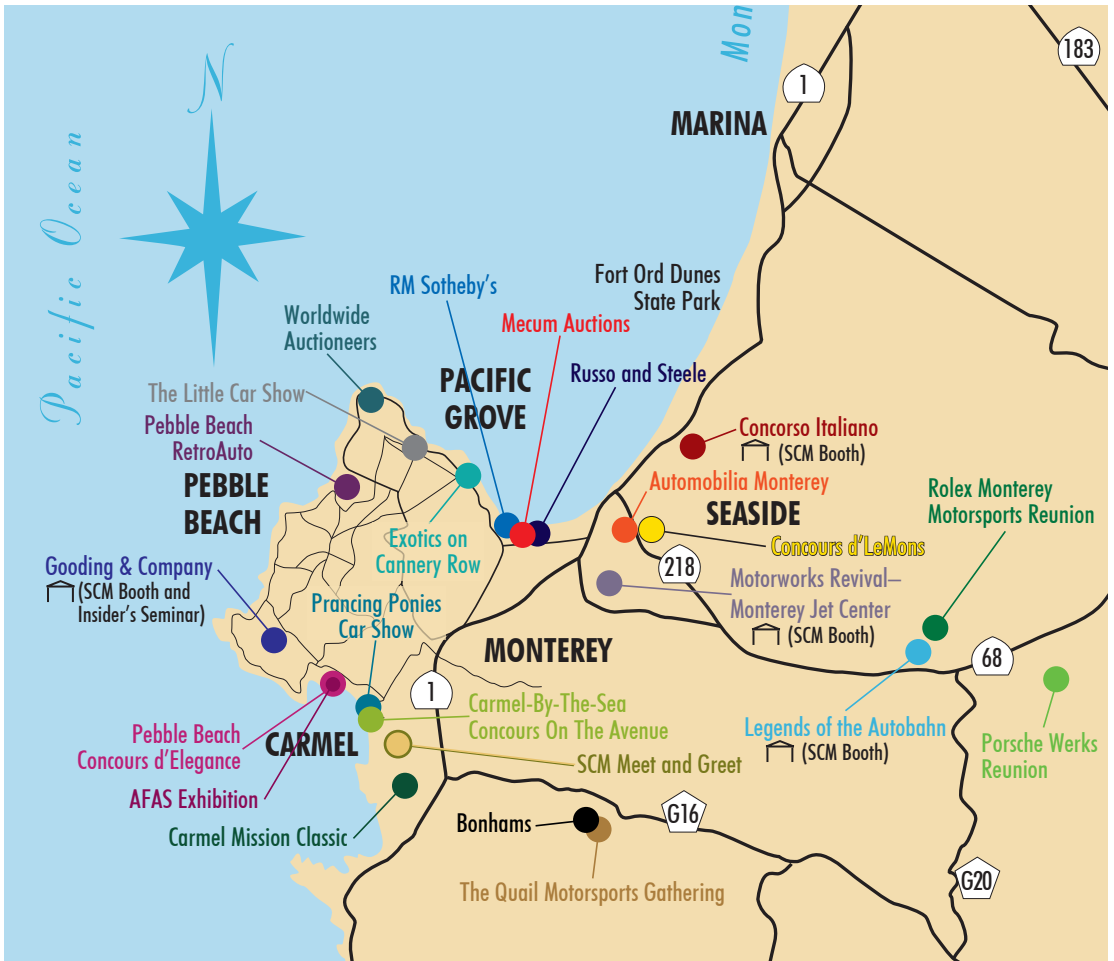 Mon
183
1
MARINA
N
Pacific Ocean
Fort Ord Dunes
State Park
RM Sotheby's
Mecum Auctions
Worldwide
Auctioneers
PACIFIC
GROVE
Russo and Steele
The Little Car Show
Pebble Beach
RetroAuto
PEBBLE
BEACH
Concorso Italiano
(SCM Booth)
Automobilia Monterey
SEASIDE
Rolex Monterey
Motorsports Reunion
Exotics on
Cannery Row
Concours d'LeMons
218
Gooding & Company
(SCM Booth and
Insider's Seminar)
Motorworks Revival–
Monterey Jet Center
(SCM Booth)
Prancing Ponies
Car Show
MONTEREY
68
1
Carmel-By-The-Sea
Concours On The Avenue
Pebble Beach
Concours d'Elegance
CARMEL
Legends of the Autobahn
(SCM Booth)
Porsche Werks
Reunion
SCM Meet and Greet
AFAS Exhibition
Carmel Mission Classic
Bonhams
G16
The Quail Motorsports Gathering
G20